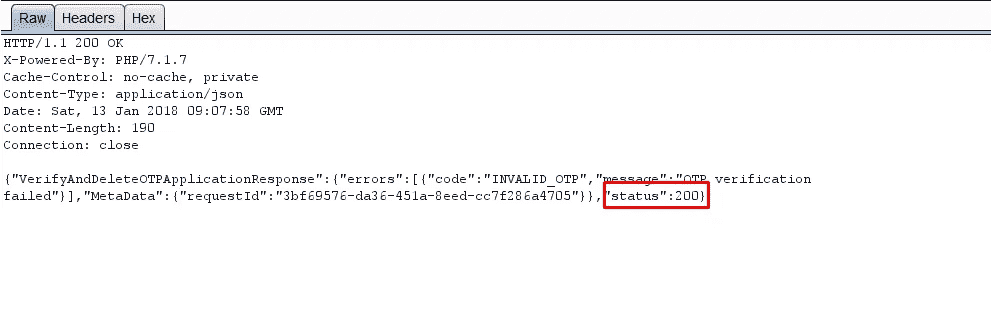 Raw Headers Hex
HTTP/1.1 200 OK
X-Powered-By: PHP/7.1.7
Cache-Control: no-cache, private
Content-Type: application/json
Date: Sat, 13 Jan 2018 09:07:58 GMT
Content-Length: 190
Connection: close
{"VerifyAndDeleteOTPApplicationResponse":{"errors":[{"code":"INVALID_OTP","message":"OTP verification
failed"}],"MetaData":{"requestId":"3bf69576-da36-451a-8eed-cc7f286a4705"}},"status":200}